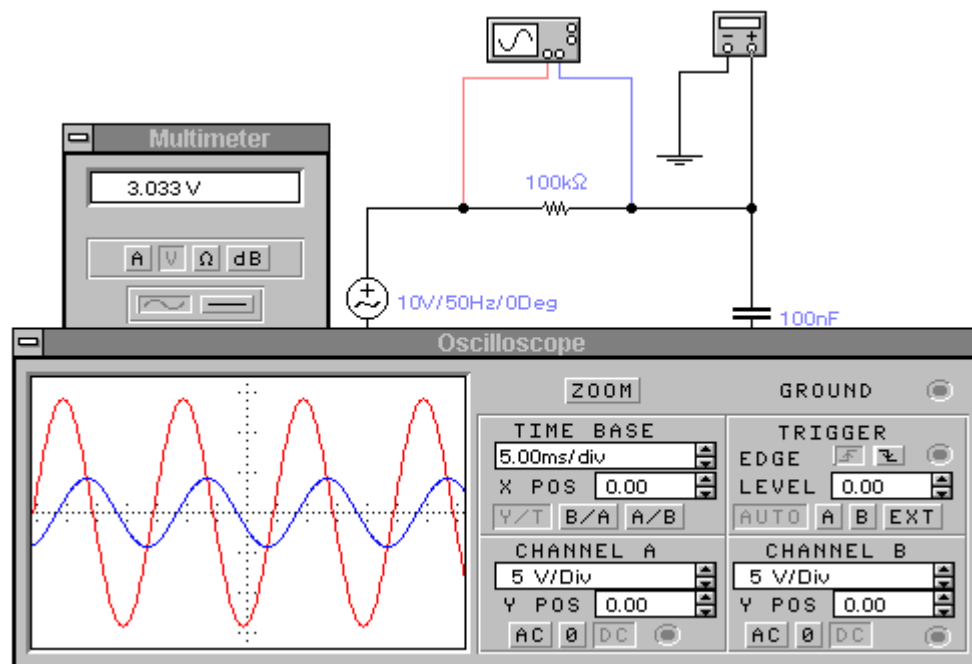 − +
Multimeter
3.033 V
100kΩ
A V Ω dB
+
10V/50Hz/0Deg
100nF
Oscilloscope
ZOOM GROUND
TIME BASE
5.00ms/div
X POS 0.00
Y/T B/A A/B
TRIGGER
EDGE
LEVEL 0.00
AUTO A B EXT
CHANNEL A
5 V/Div
Y POS 0.00
AC 0 DC
CHANNEL B
5 V/Div
Y POS 0.00
AC 0 DC